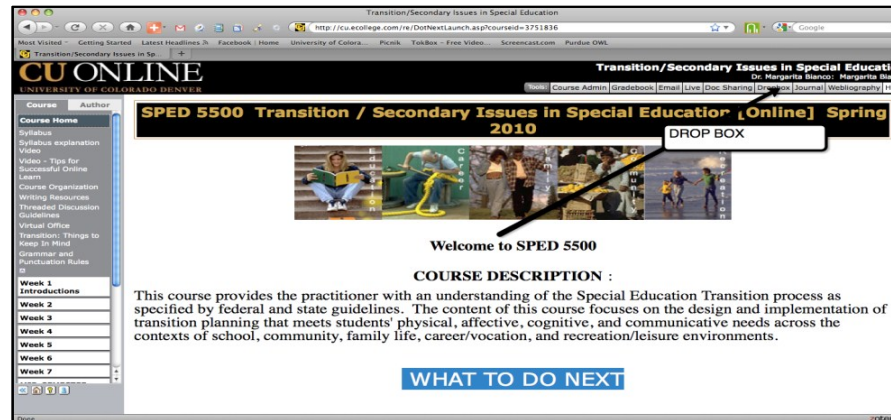 Transition/Secondary Issues in Special Education
http://cu.ecollege.com/re/DotNextLaunch.asp?courseid=3751836
Google
Most Visited Getting Started Latest Headlines Facebook | Home University of Colora... Picnik TokBox - Free Video... Screencast.com Purdue OWL
Transition/Secondary Issues in Sp...
CU ONLINE
UNIVERSITY OF COLORADO DENVER
Transition/Secondary Issues in Special Educati
Dr. Margarita Bianco: Margarita Bia
Tools: Course Admin Gradebook Email Live Doc Sharing Dropbox Journal Webliography H
Course Author
Course Home
Syllabus
Syllabus explanation
Video
Video - Tips for
Successful Online
Learn
Course Organization
Writing Resources
Threaded Discussion
Guidelines
Virtual Office
Transition: Things to
Keep In Mind
Grammar and
Punctuation Rules
Week 1
Introductions
Week 2
Week 3
Week 4
Week 5
Week 6
Week 7
SPED 5500 Transition / Secondary Issues in Special Education [Online] Spring
2010
DROP BOX
Education
Career
Family
Community
Recreation
Welcome to SPED 5500
COURSE DESCRIPTION :
This course provides the practitioner with an understanding of the Special Education Transition process as
specified by federal and state guidelines. The content of this course focuses on the design and implementation of
transition planning that meets students' physical, affective, cognitive, and communicative needs across the
contexts of school, community, family life, career/vocation, and recreation/leisure environments.
WHAT TO DO NEXT
Done